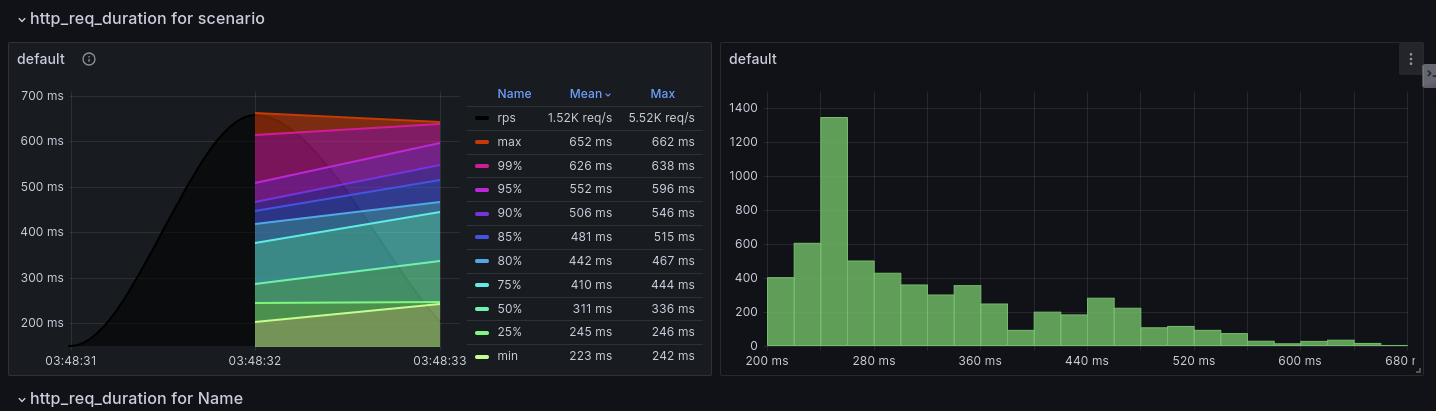 http_req_duration for scenario
default
700 ms
600 ms
500 ms
400 ms
300 ms
200 ms
03:48:31 03:48:32 03:48:33
Name Mean Max
rps 1.52K req/s 5.52K req/s
max 652 ms 662 ms
99% 626 ms 638 ms
95% 552 ms 596 ms
90% 506 ms 546 ms
85% 481 ms 515 ms
80% 442 ms 467 ms
75% 410 ms 444 ms
50% 311 ms 336 ms
25% 245 ms 246 ms
min 223 ms 242 ms
default
1400
1200
1000
800
600
400
200
0
200 ms 280 ms 360 ms 440 ms 520 ms 600 ms 680
http_req_duration for Name